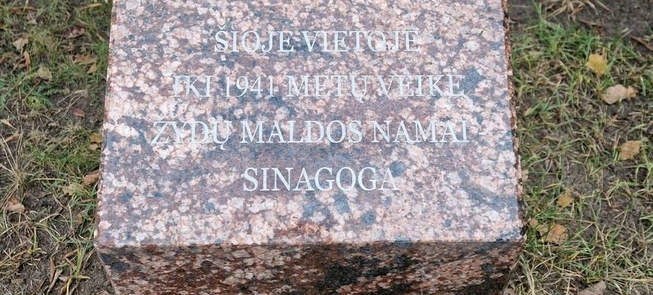 ŠIOJE VIETOJE
IKI 1941 METŲ VEIKĖ
ŽYDŲ MALDOS NAMAI
SINAGOGA